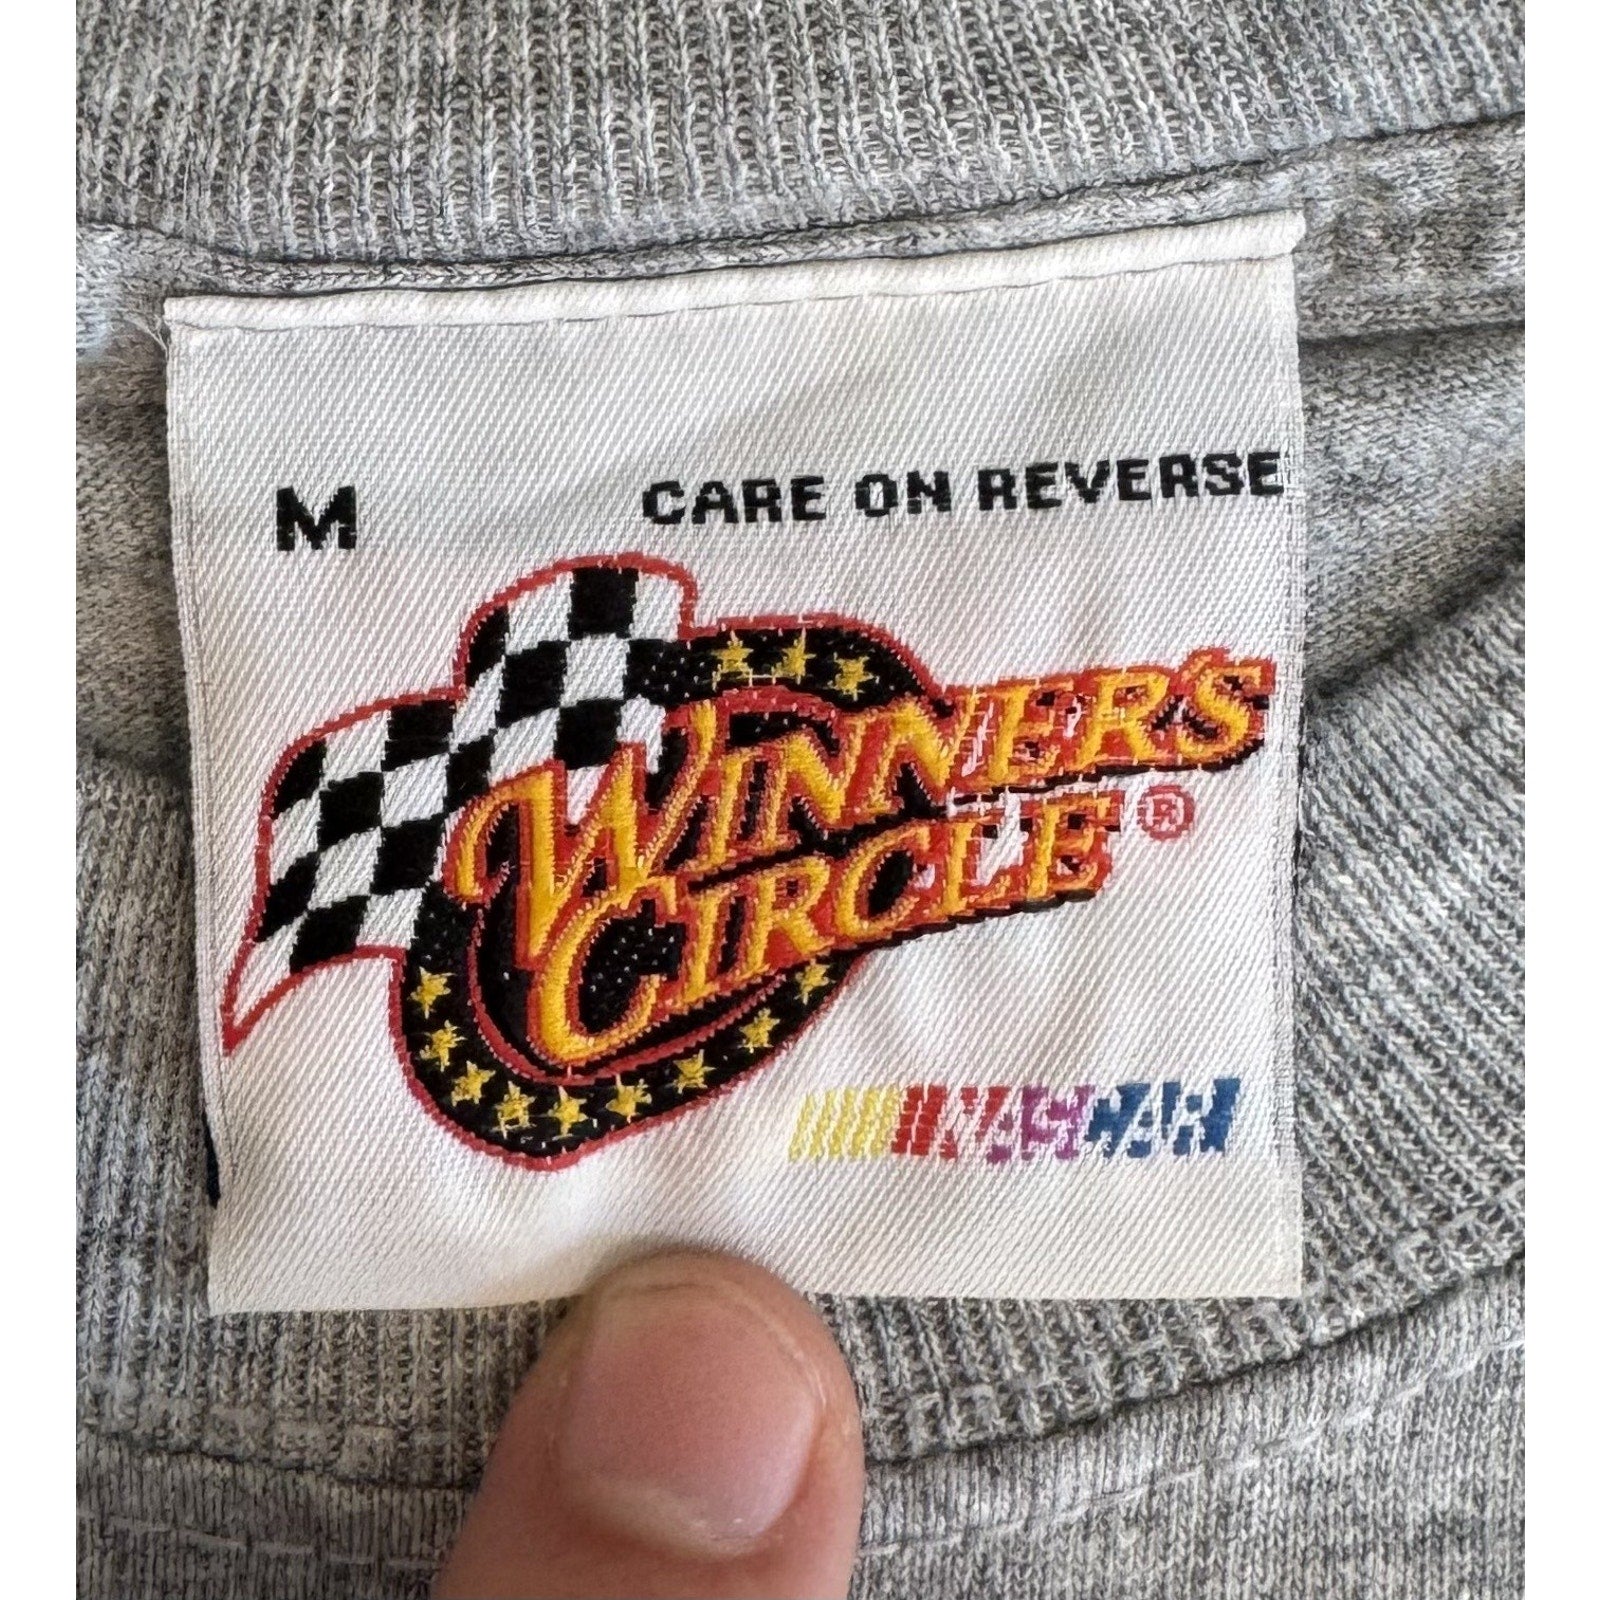 M CARE ON REVERSE
WINNER'S
CIRCLE ®
NASCAR